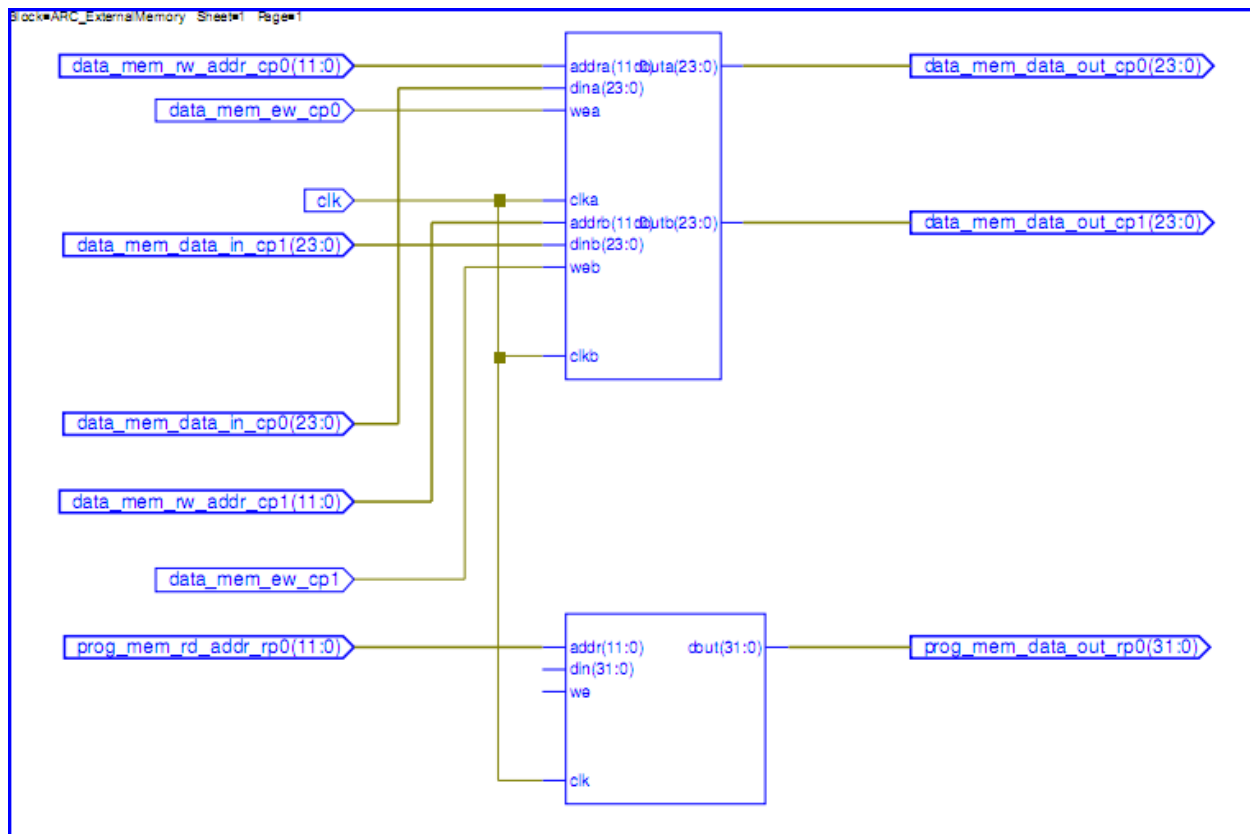 Block=ARC_ExternalMemory Sheet=1 Page=1
data_mem_rw_addr_cp0(11:0)
addra(11:0)
douta(23:0)
data_mem_data_out_cp0(23:0)
dina(23:0)
data_mem_ew_cp0
wea
clk
clka
addrb(11:0)
doutb(23:0)
data_mem_data_out_cp1(23:0)
data_mem_data_in_cp1(23:0)
dinb(23:0)
web
clkb
data_mem_data_in_cp0(23:0)
data_mem_rw_addr_cp1(11:0)
data_mem_ew_cp1
prog_mem_rd_addr_rp0(11:0)
addr(11:0)
dout(31:0)
prog_mem_data_out_rp0(31:0)
din(31:0)
we
clk